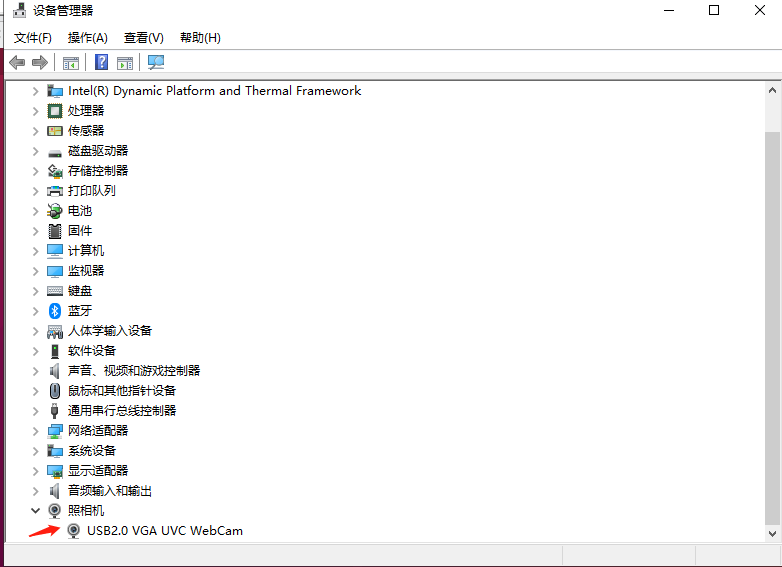 设备管理器
文件(F) 操作(A) 查看(V) 帮助(H)
Intel(R) Dynamic Platform and Thermal Framework
处理器
传感器
磁盘驱动器
存储控制器
打印队列
电池
固件
计算机
监视器
键盘
蓝牙
人体学输入设备
软件设备
声音、视频和游戏控制器
鼠标和其他指针设备
通用串行总线控制器
网络适配器
系统设备
显示适配器
音频输入和输出
照相机
USB2.0 VGA UVC WebCam